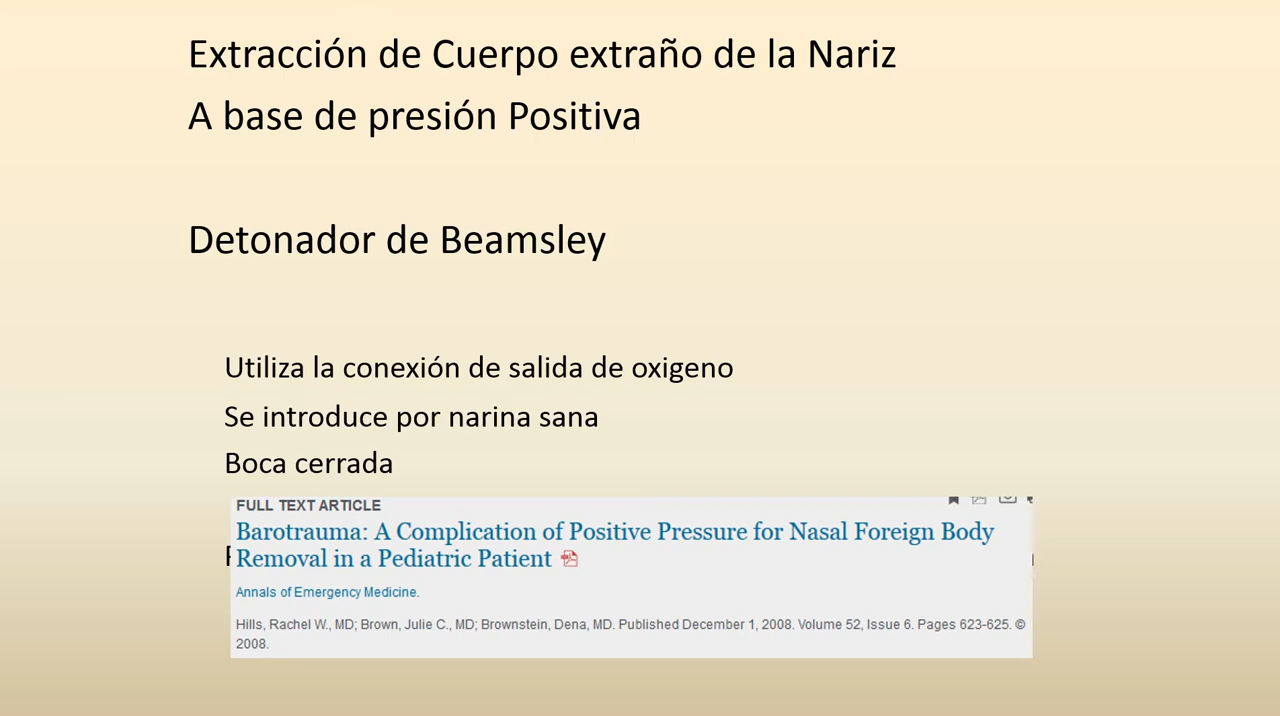 Extracción de Cuerpo extraño de la Nariz
A base de presión Positiva
Detonador de Beamsley
Utiliza la conexión de salida de oxigeno
Se introduce por narina sana
Boca cerrada
FULL TEXT ARTICLE
Barotrauma: A Complication of Positive Pressure for Nasal Foreign Body
Removal in a Pediatric Patient
Annals of Emergency Medicine.
Hills, Rachel W., MD; Brown, Julie C., MD; Brownstein, Dena, MD. Published December 1, 2008. Volume 52, Issue 6. Pages 623-625. ©
2008.